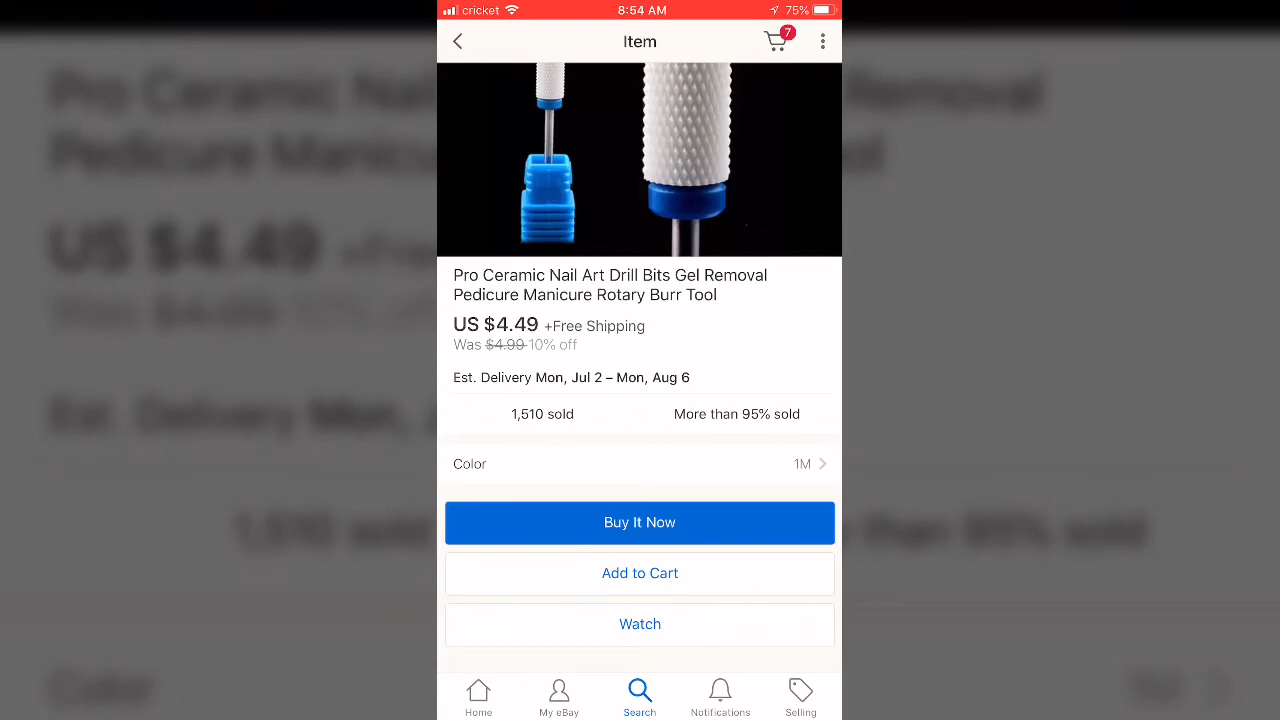 cricket 8:54 AM 75%
Item 7
Pro Ceramic Nail Art Drill Bits Gel Removal
Pedicure Manicure Rotary Burr Tool
US $4.49 +Free Shipping
Was $4.99 10% off
Est. Delivery Mon, Jul 2 – Mon, Aug 6
1,510 sold More than 95% sold
Color 1M
Buy It Now
Add to Cart
Watch
Home My eBay Search Notifications Selling